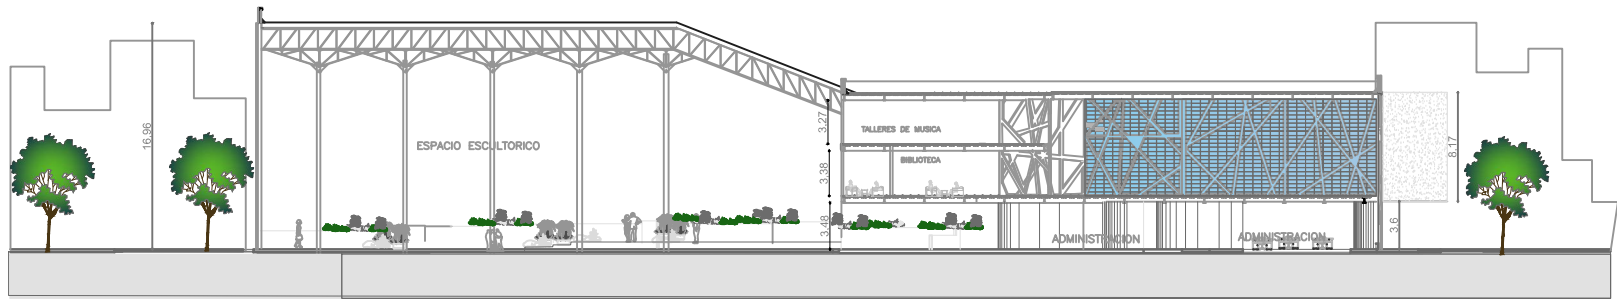 16.96
ESPACIO ESCULTORICO
3.27
TALLERES DE MUSICA
BIBLIOTECA
3.38
3.48
8.17
3.6
ADMINISTRACION
ADMINISTRACION